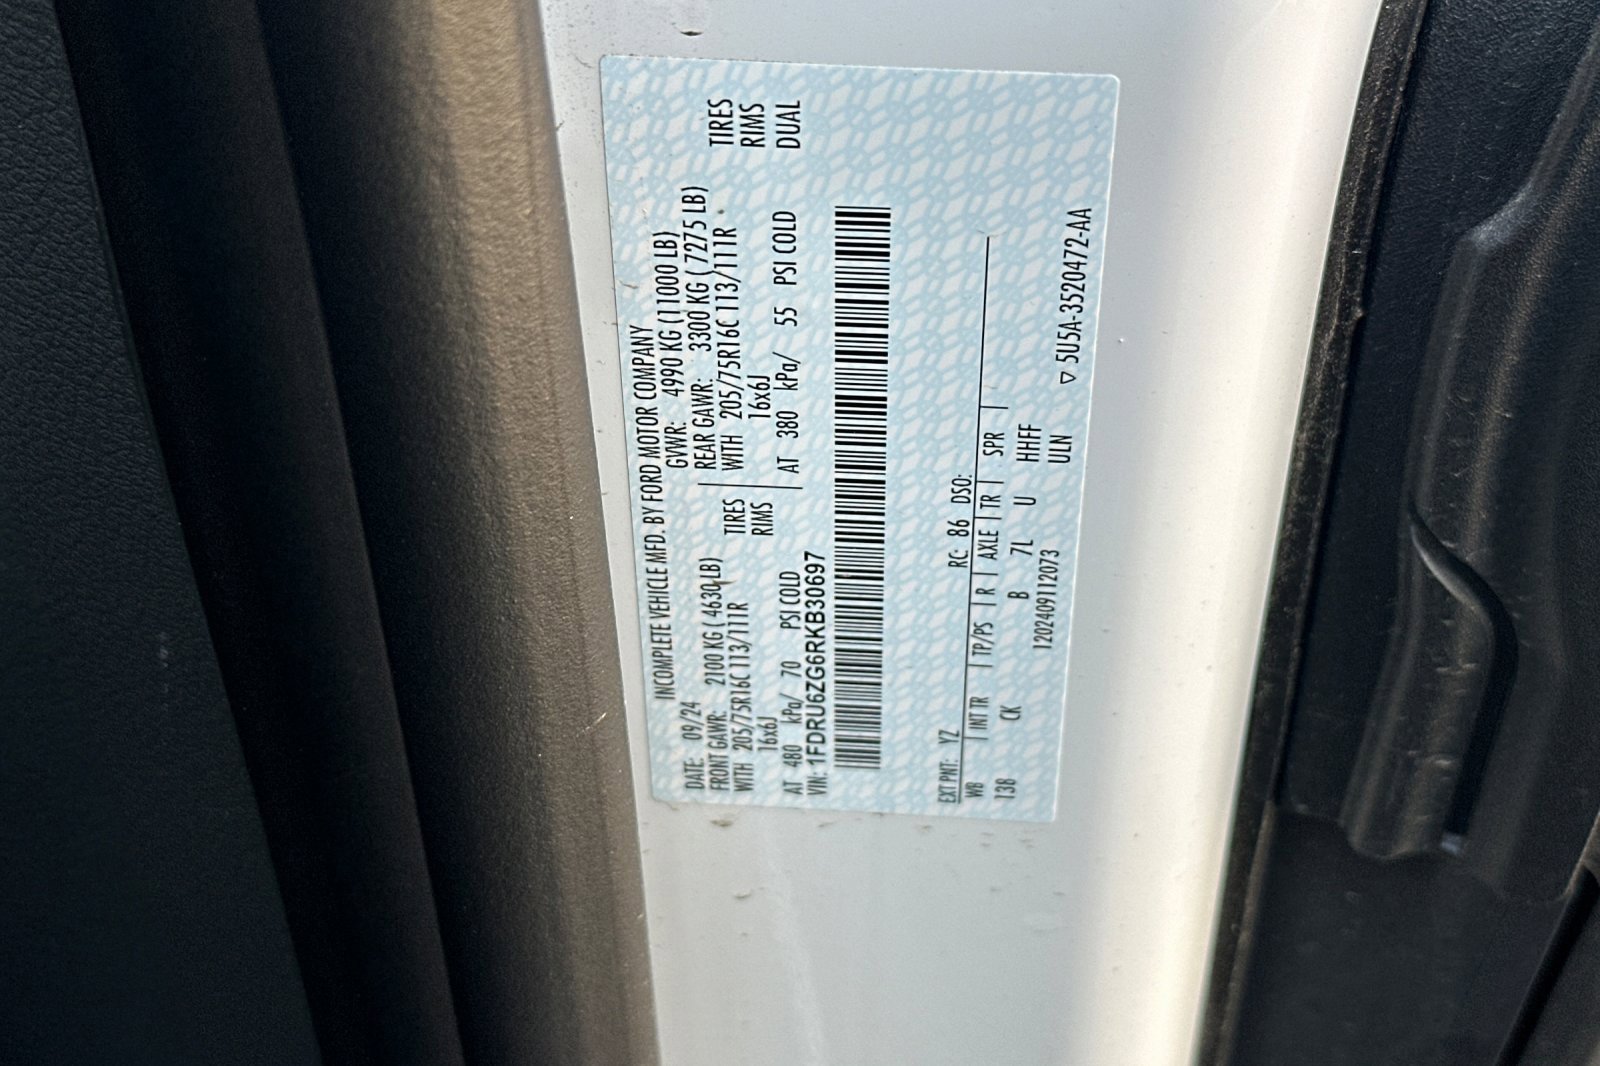 INCOMPLETE VEHICLE MFD. BY FORD MOTOR COMPANY
DATE: 09/24 GVWR: 4990 KG (11000 LB)
FRONT GAWR: 2100 KG (4630 LB) REAR GAWR: 3300 KG (7275 LB)
WITH 205/75R16C 113/111R TIRES WITH 205/75R16C 113/111R TIRES
16x6J RIMS 16x6J RIMS
AT 480 kPa/ 70 PSI COLD AT 380 kPa/ 55 PSI COLD DUAL
VIN: 1FDRU6ZG6RKB30697
EXT PNT: YZ RC: 86 DSO:
WB | INT TR | TP/PS | R | AXLE | TR | SPR |
138 CK B 7L U HHFF
1202409112073 ULN
▽ 5U5A-3520472-AA